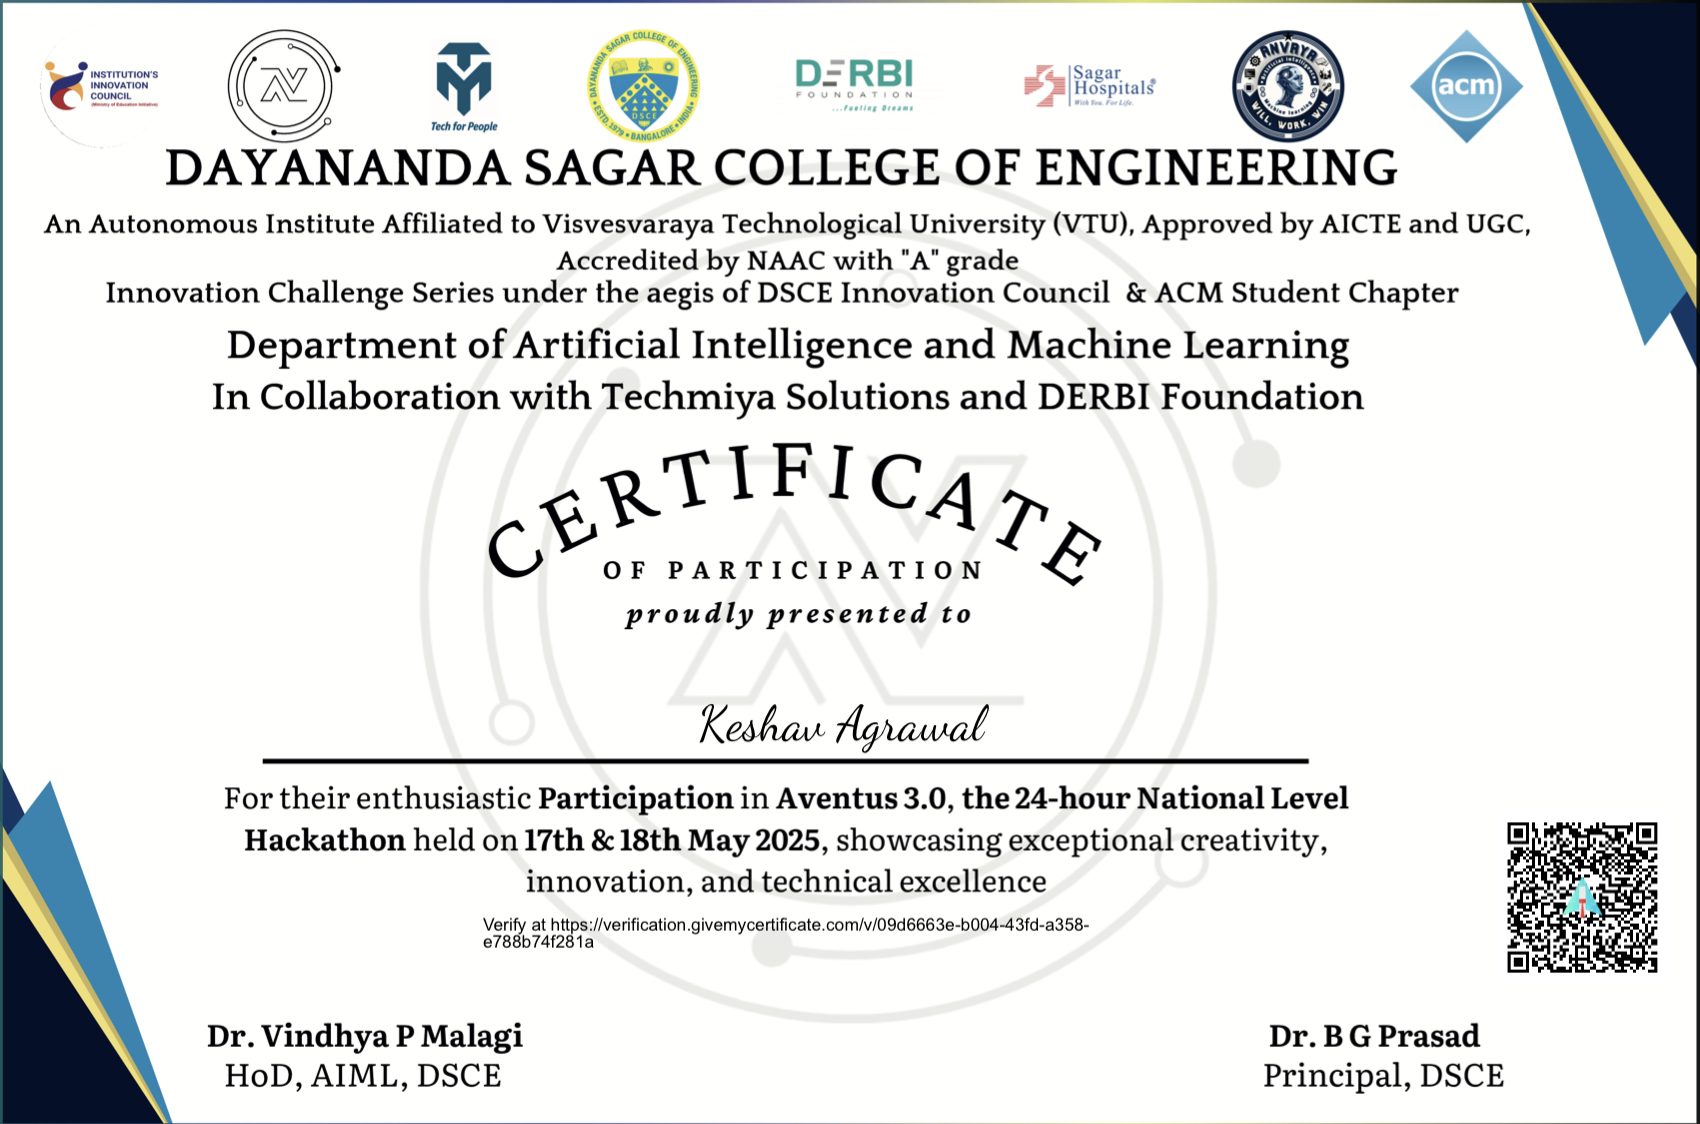 INSTITUTION'S
INNOVATION
COUNCIL
(Ministry of Education Initiative)
Tech for People
DAYANANDA SAGAR COLLEGE OF ENGINEERING
ESTD. 1979 • BANGALORE • INDIA
DSCE
DERBI
FOUNDATION
...Fueling Dreams
Sagar
Hospitals®
With You. For Life.
ANVRYA
Artificial intelligence
Machine learning
WILL, WORK, WIN
acm
DAYANANDA SAGAR COLLEGE OF ENGINEERING
An Autonomous Institute Affiliated to Visvesvaraya Technological University (VTU), Approved by AICTE and UGC,
Accredited by NAAC with "A" grade
Innovation Challenge Series under the aegis of DSCE Innovation Council & ACM Student Chapter
Department of Artificial Intelligence and Machine Learning
In Collaboration with Techmiya Solutions and DERBI Foundation
CERTIFICATE
OF PARTICIPATION
proudly presented to
Keshav Agrawal
For their enthusiastic Participation in Aventus 3.0, the 24-hour National Level
Hackathon held on 17th & 18th May 2025, showcasing exceptional creativity,
innovation, and technical excellence
Verify at https://verification.givemycertificate.com/v/09d6663e-b004-43fd-a358-
e788b74f281a
Dr. Vindhya P Malagi
HoD, AIML, DSCE
Dr. B G Prasad
Principal, DSCE